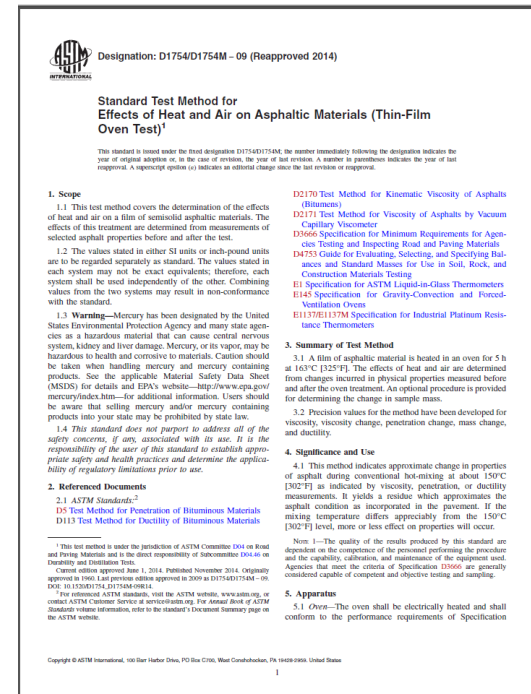 ASTM
INTERNATIONAL
Designation: D1754/D1754M − 09 (Reapproved 2014)
Standard Test Method for
Effects of Heat and Air on Asphaltic Materials (Thin-Film
Oven Test)1
This standard is issued under the fixed designation D1754/D1754M; the number immediately following the designation indicates the
year of original adoption or, in the case of revision, the year of last revision. A number in parentheses indicates the year of last
reapproval. A superscript epsilon (ε) indicates an editorial change since the last revision or reapproval.
1. Scope
1.1 This test method covers the determination of the effects
of heat and air on a film of semisolid asphaltic materials. The
effects of this treatment are determined from measurements of
selected asphalt properties before and after the test.
1.2 The values stated in either SI units or inch-pound units
are to be regarded separately as standard. The values stated in
each system may not be exact equivalents; therefore, each
system shall be used independently of the other. Combining
values from the two systems may result in non-conformance
with the standard.
1.3 Warning—Mercury has been designated by the United
States Environmental Protection Agency and many state agen-
cies as a hazardous material that can cause central nervous
system, kidney and liver damage. Mercury, or its vapor, may be
hazardous to health and corrosive to materials. Caution should
be taken when handling mercury and mercury containing
products. See the applicable Material Safety Data Sheet
(MSDS) for details and EPA's website—http://www.epa.gov/
mercury/index.htm—for additional information. Users should
be aware that selling mercury and/or mercury containing
products into your state may be prohibited by state law.
1.4 This standard does not purport to address all of the
safety concerns, if any, associated with its use. It is the
responsibility of the user of this standard to establish appro-
priate safety and health practices and determine the applica-
bility of regulatory limitations prior to use.
2. Referenced Documents
2.1 ASTM Standards:2
D5 Test Method for Penetration of Bituminous Materials
D113 Test Method for Ductility of Bituminous Materials
1 This test method is under the jurisdiction of ASTM Committee D04 on Road
and Paving Materials and is the direct responsibility of Subcommittee D04.46 on
Durability and Distillation Tests.
Current edition approved June 1, 2014. Published November 2014. Originally
approved in 1960. Last previous edition approved in 2009 as D1754/D1754M – 09.
DOI: 10.1520/D1754_D1754M-09R14.
2 For referenced ASTM standards, visit the ASTM website, www.astm.org, or
contact ASTM Customer Service at service@astm.org. For Annual Book of ASTM
Standards volume information, refer to the standard's Document Summary page on
the ASTM website.
D2170 Test Method for Kinematic Viscosity of Asphalts
(Bitumens)
D2171 Test Method for Viscosity of Asphalts by Vacuum
Capillary Viscometer
D3666 Specification for Minimum Requirements for Agen-
cies Testing and Inspecting Road and Paving Materials
D4753 Guide for Evaluating, Selecting, and Specifying Bal-
ances and Standard Masses for Use in Soil, Rock, and
Construction Materials Testing
E1 Specification for ASTM Liquid-in-Glass Thermometers
E145 Specification for Gravity-Convection and Forced-
Ventilation Ovens
E1137/E1137M Specification for Industrial Platinum Resis-
tance Thermometers
3. Summary of Test Method
3.1 A film of asphaltic material is heated in an oven for 5 h
at 163°C [325°F]. The effects of heat and air are determined
from changes incurred in physical properties measured before
and after the oven treatment. An optional procedure is provided
for determining the change in sample mass.
3.2 Precision values for the method have been developed for
viscosity, viscosity change, penetration change, mass change,
and ductility.
4. Significance and Use
4.1 This method indicates approximate change in properties
of asphalt during conventional hot-mixing at about 150°C
[302°F] as indicated by viscosity, penetration, or ductility
measurements. It yields a residue which approximates the
asphalt condition as incorporated in the pavement. If the
mixing temperature differs appreciably from the 150°C
[302°F] level, more or less effect on properties will occur.
NOTE 1—The quality of the results produced by this standard are
dependent on the competence of the personnel performing the procedure
and the capability, calibration, and maintenance of the equipment used.
Agencies that meet the criteria of Specification D3666 are generally
considered capable of competent and objective testing and sampling.
5. Apparatus
5.1 Oven—The oven shall be electrically heated and shall
conform to the performance requirements of Specification
Copyright © ASTM International, 100 Barr Harbor Drive, PO Box C700, West Conshohocken, PA 19428-2959. United States
1